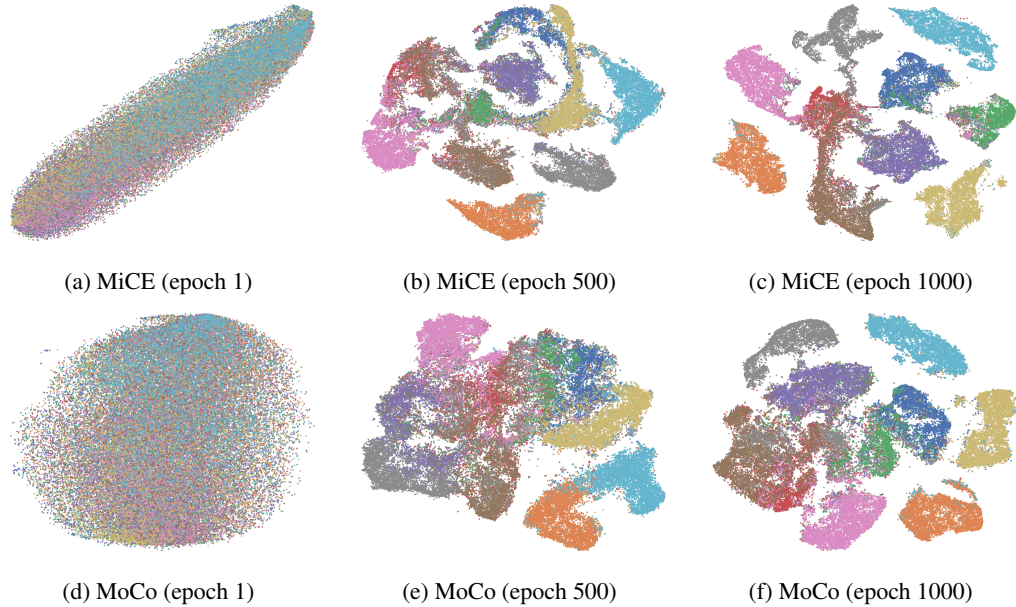 (a) MiCE (epoch 1)
(b) MiCE (epoch 500)
(c) MiCE (epoch 1000)
(d) MoCo (epoch 1)
(e) MoCo (epoch 500)
(f) MoCo (epoch 1000)